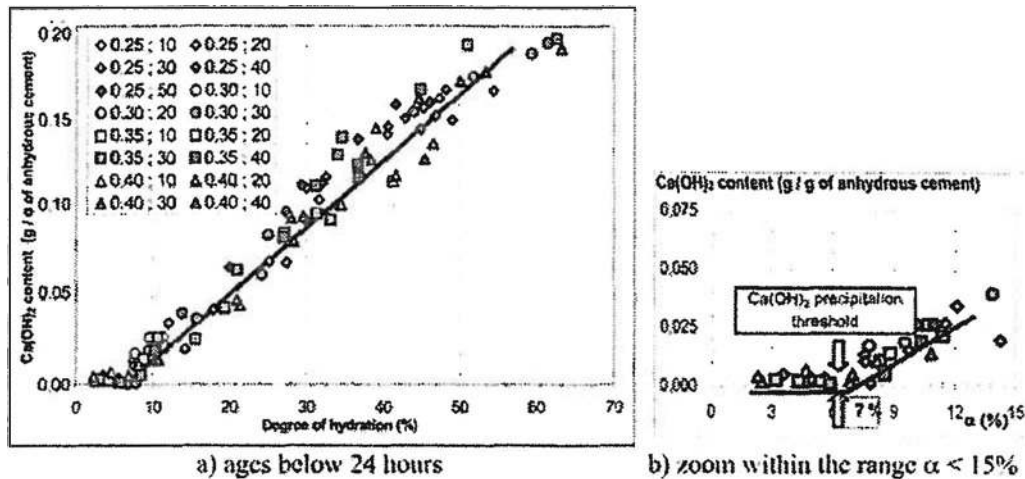 0.20
0.15
0.10
0.05
0.00
Ca(OH)₂ content (g / g of anhydrous cement)
0.25 ; 10 0.25 ; 20
0.25 ; 30 0.25 ; 40
0.25 ; 50 0.30 ; 10
0.30 ; 20 0.30 ; 30
0.35 ; 10 0.35 ; 20
0.35 ; 30 0.35 ; 40
0.40 ; 10 0.40 ; 20
0.40 ; 30 0.40 ; 40
0 10 20 30 40 50 60 70
Degree of hydration (%)
a) ages below 24 hours
Ca(OH)₂ content (g / g of anhydrous cement)
0,075
0,050
0,025
0,000
Ca(OH)₂ precipitation
threshold
7 %
0 3 9 12 α (%) 15
b) zoom within the range α < 15%